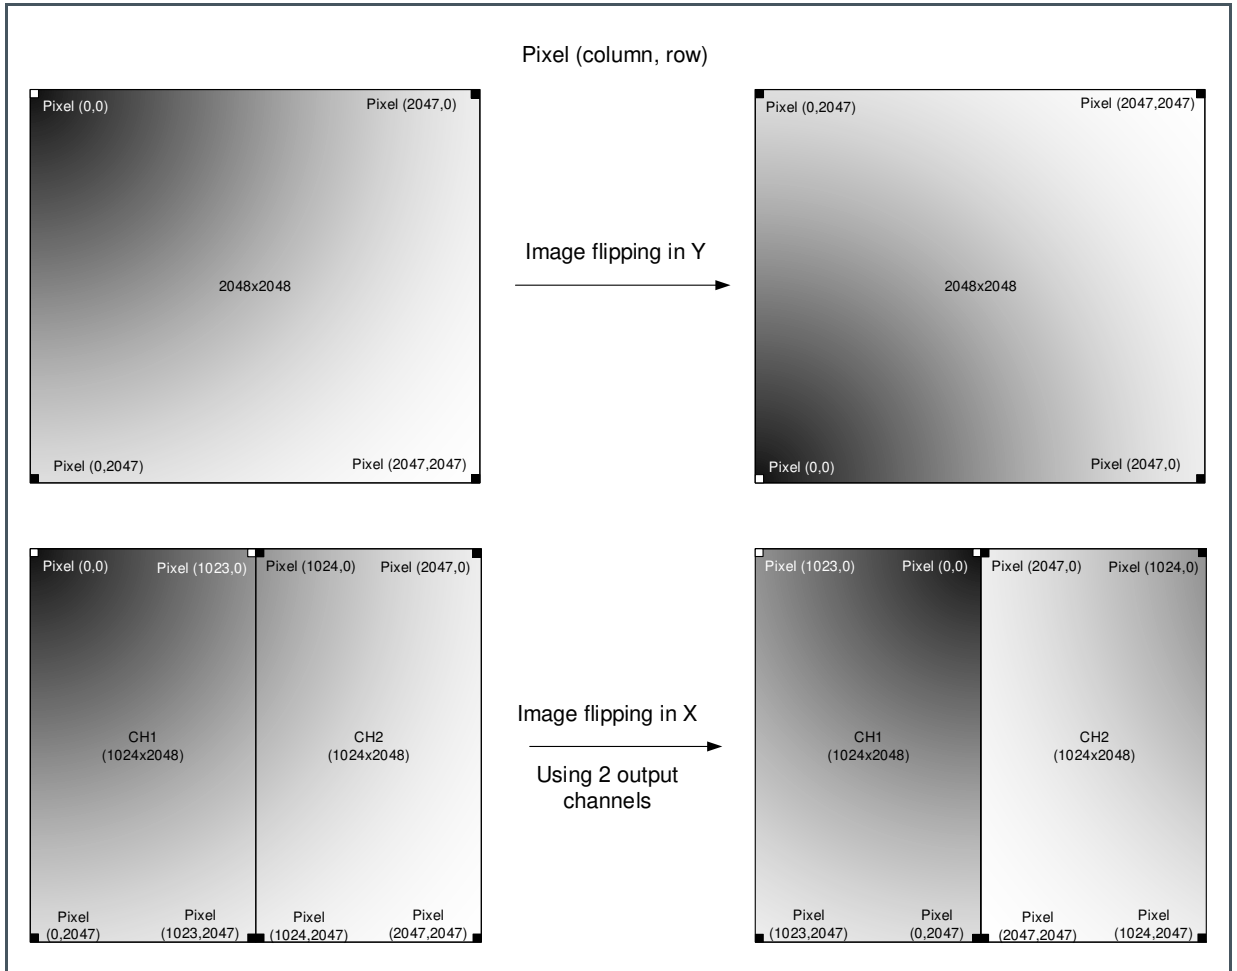 Pixel (column, row)
Pixel (0,0)
Pixel (2047,0)
2048x2048
Pixel (0,2047)
Pixel (2047,2047)
Image flipping in Y
Pixel (0,2047)
Pixel (2047,2047)
2048x2048
Pixel (0,0)
Pixel (2047,0)
Pixel (0,0)
Pixel (1023,0)
Pixel (1024,0)
Pixel (2047,0)
CH1
(1024x2048)
CH2
(1024x2048)
Pixel
(0,2047)
Pixel
(1023,2047)
Pixel
(1024,2047)
Pixel
(2047,2047)
Image flipping in X
Using 2 output
channels
Pixel (1023,0)
Pixel (0,0)
Pixel (2047,0)
Pixel (1024,0)
CH1
(1024x2048)
CH2
(1024x2048)
Pixel
(1023,2047)
Pixel
(0,2047)
Pixel
(2047,2047)
Pixel
(1024,2047)